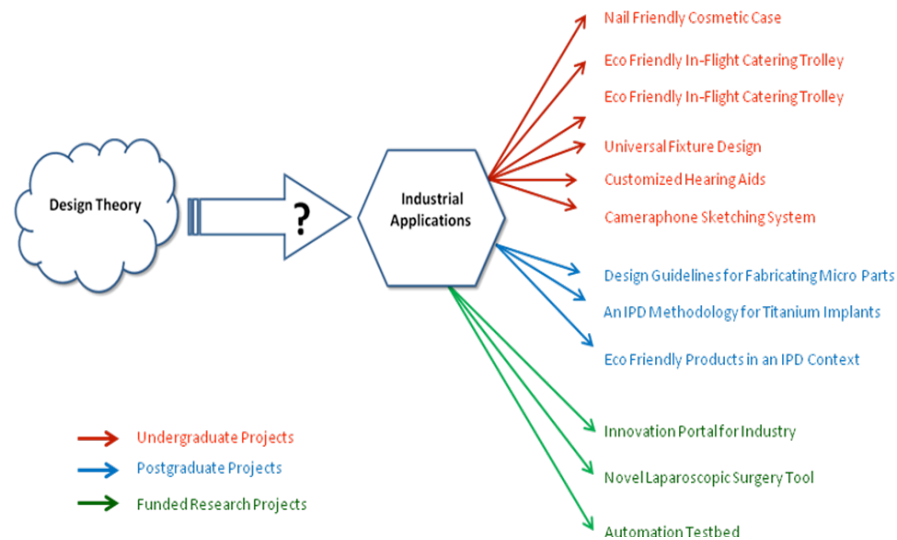 Nail Friendly Cosmetic Case
Eco Friendly In-Flight Catering Trolley
Eco Friendly In-Flight Catering Trolley
Universal Fixture Design
Customized Hearing Aids
Cameraphone Sketching System
Design Theory
?
Industrial
Applications
Design Guidelines for Fabricating Micro Parts
An IPD Methodology for Titanium Implants
Eco Friendly Products in an IPD Context
Innovation Portal for Industry
Novel Laparoscopic Surgery Tool
Automation Testbed
Undergraduate Projects
Postgraduate Projects
Funded Research Projects